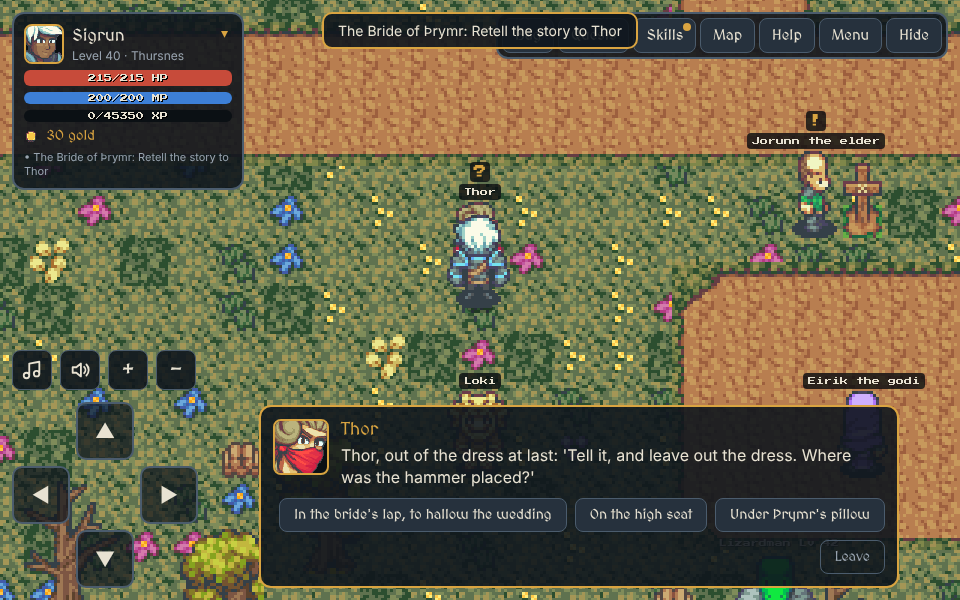 Sigrun
Level 40 · Thursnes
215/215 HP
200/200 MP
0/45350 XP
30 gold
• The Bride of Þrymr: Retell the story to
Thor
The Bride of Þrymr: Retell the story to Thor
Skills
Map
Help
Menu
Hide
!
Jorunn the elder
?
Thor
Loki
Eirik the godi
+
-
Thor
Thor, out of the dress at last: 'Tell it, and leave out the dress. Where
was the hammer placed?'
In the bride's lap, to hallow the wedding
On the high seat
Under Þrymr's pillow
Leave